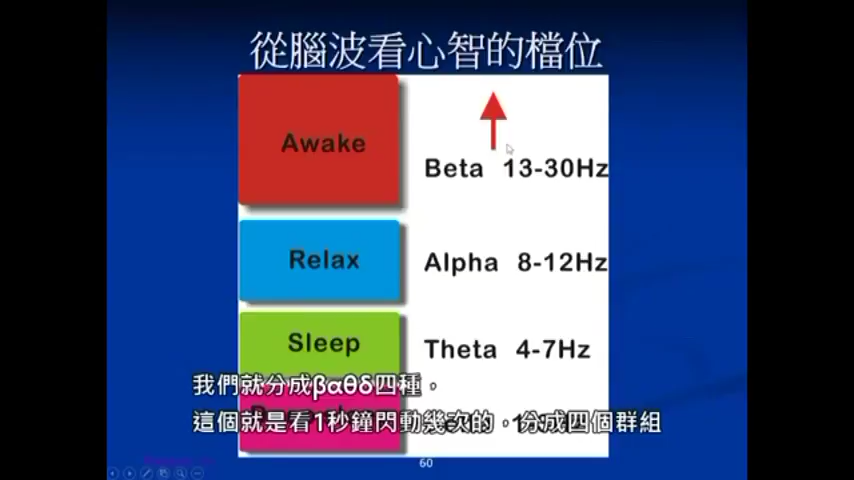 從腦波看心智的檔位
Awake
Beta 13-30Hz
Relax
Alpha 8-12Hz
Sleep
Theta 4-7Hz
我們就分成βαθδ四種，
這個就是看1秒鐘閃動幾次的，分成四個群組
60